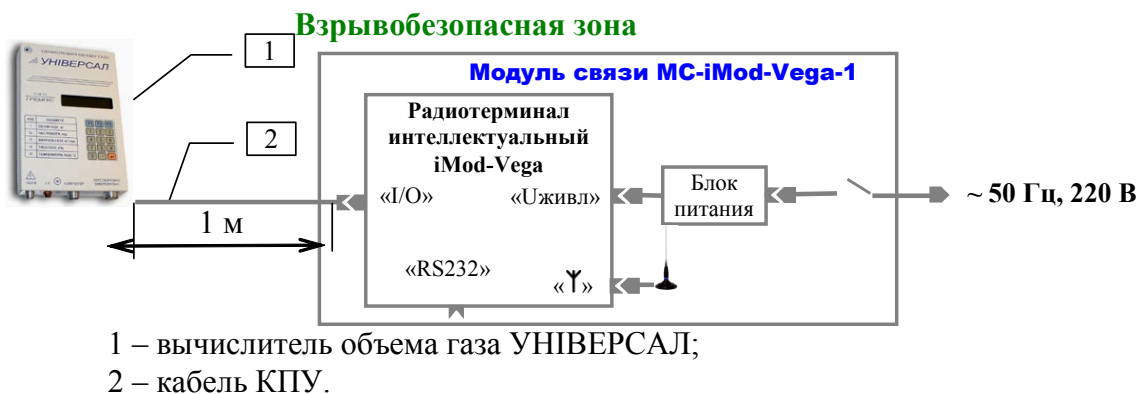 Взрывобезопасная зона
1
Модуль связи MC-iMod-Vega-1
УНІВЕРСАЛ
Радиотерминал
интеллектуальный
iMod-Vega
2
«I/O»
«Uживл»
Блок
питания
~ 50 Гц, 220 В
1 м
«RS232»
«
»
1 – вычислитель объема газа УНІВЕРСАЛ;
2 – кабель КПУ.